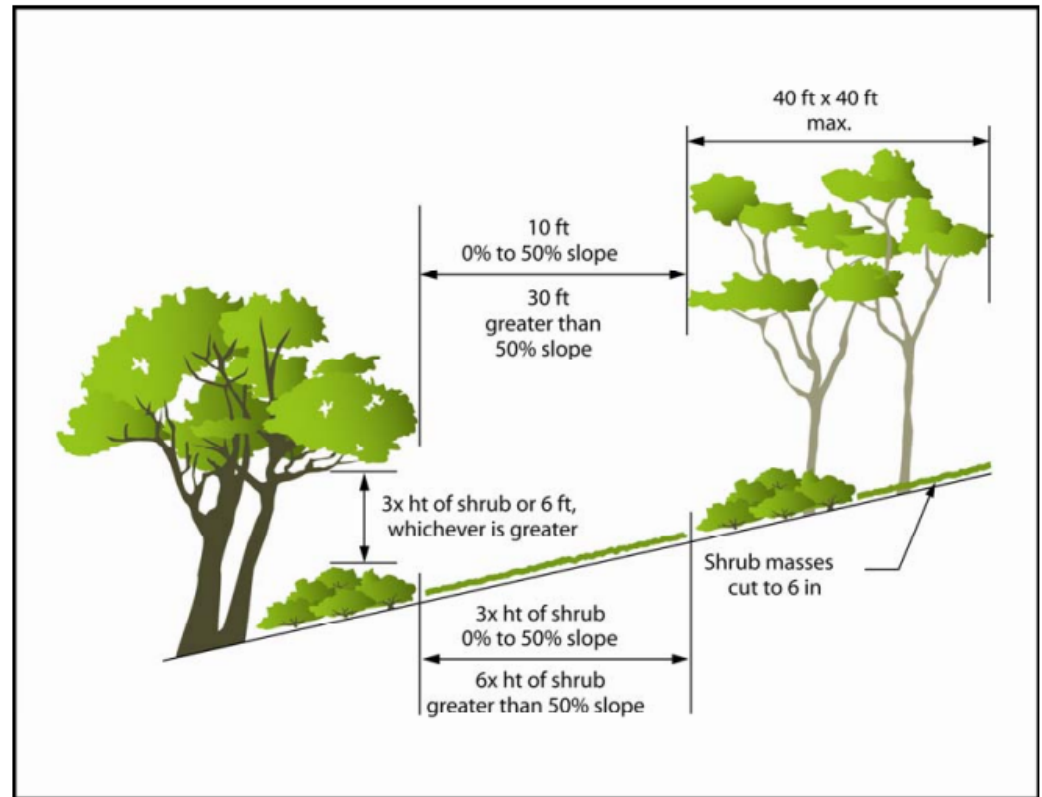 40 ft x 40 ft
max.
10 ft
0% to 50% slope
30 ft
greater than
50% slope
3x ht of shrub or 6 ft,
whichever is greater
Shrub masses
cut to 6 in
3x ht of shrub
0% to 50% slope
6x ht of shrub
greater than 50% slope